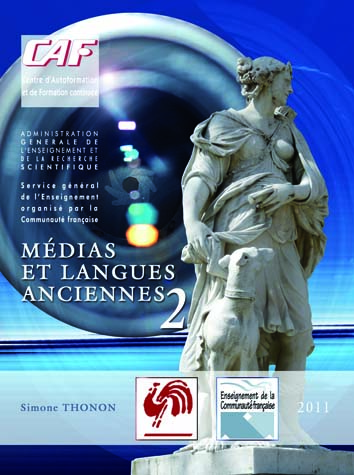 CAF
Centre d'Autoformation
et de Formation continuée
ADMINISTRATION
GENERALE DE
L'ENSEIGNEMENT ET
DE LA RECHERCHE
SCIENTIFIQUE
Service général
de l'Enseignement
organisé par la
Communauté française
MÉDIAS
ET LANGUES
ANCIENNES 2
Simone THONON
Enseignement de la
Communauté française
2011